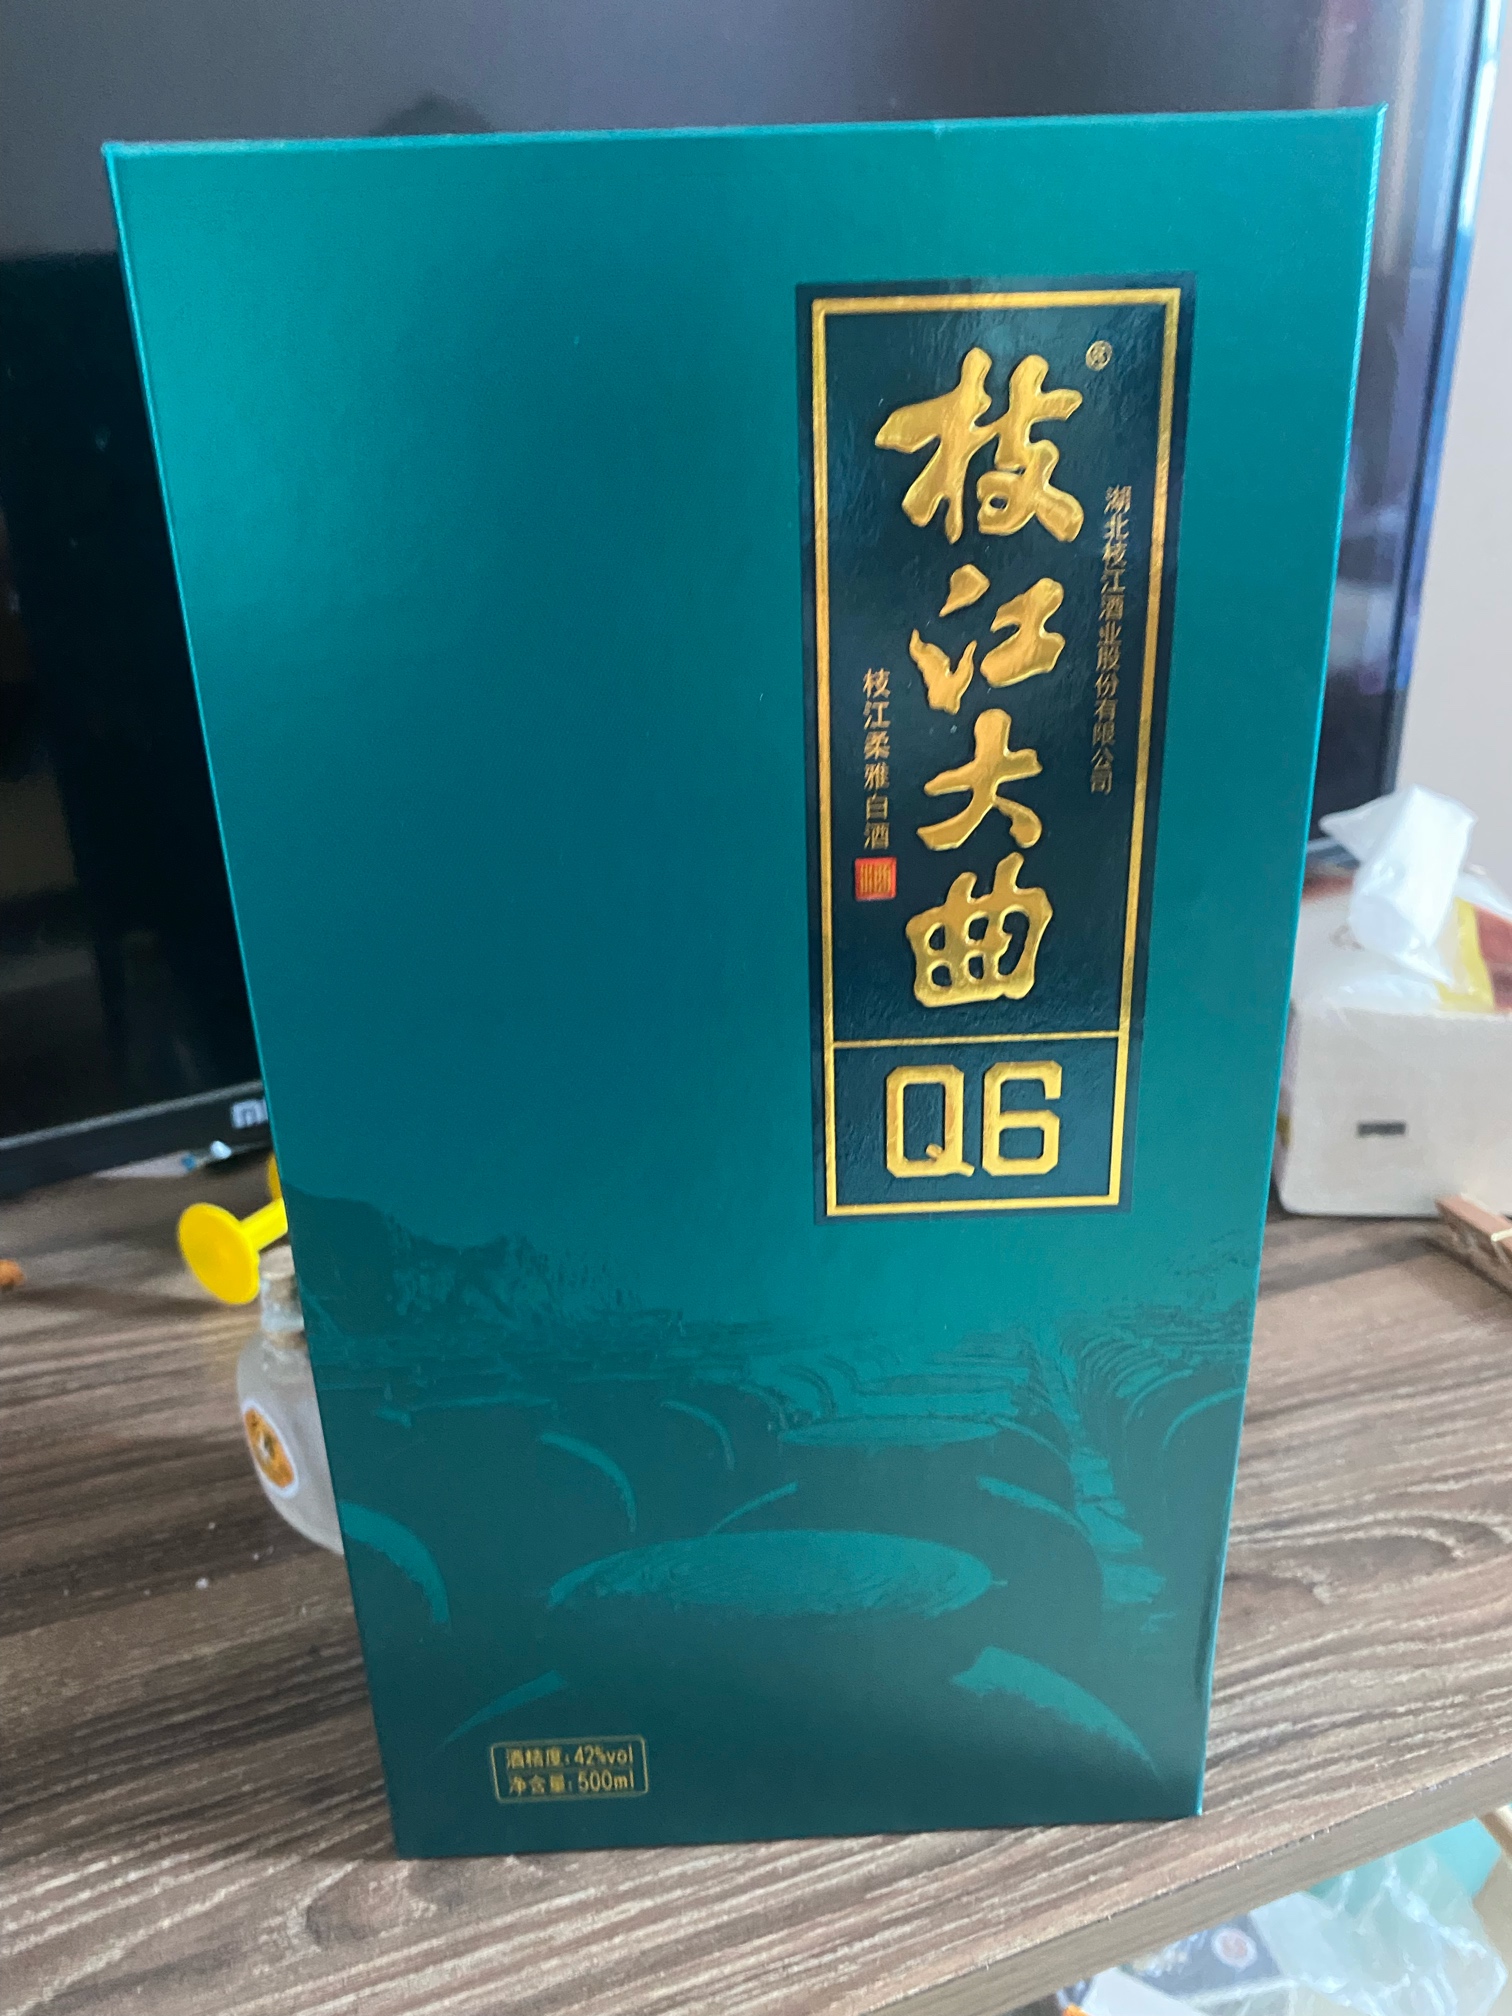 枝江大曲
湖北枝江酒业股份有限公司
枝江柔雅白酒
Q6
酒精度:42%vol
净含量:500ml